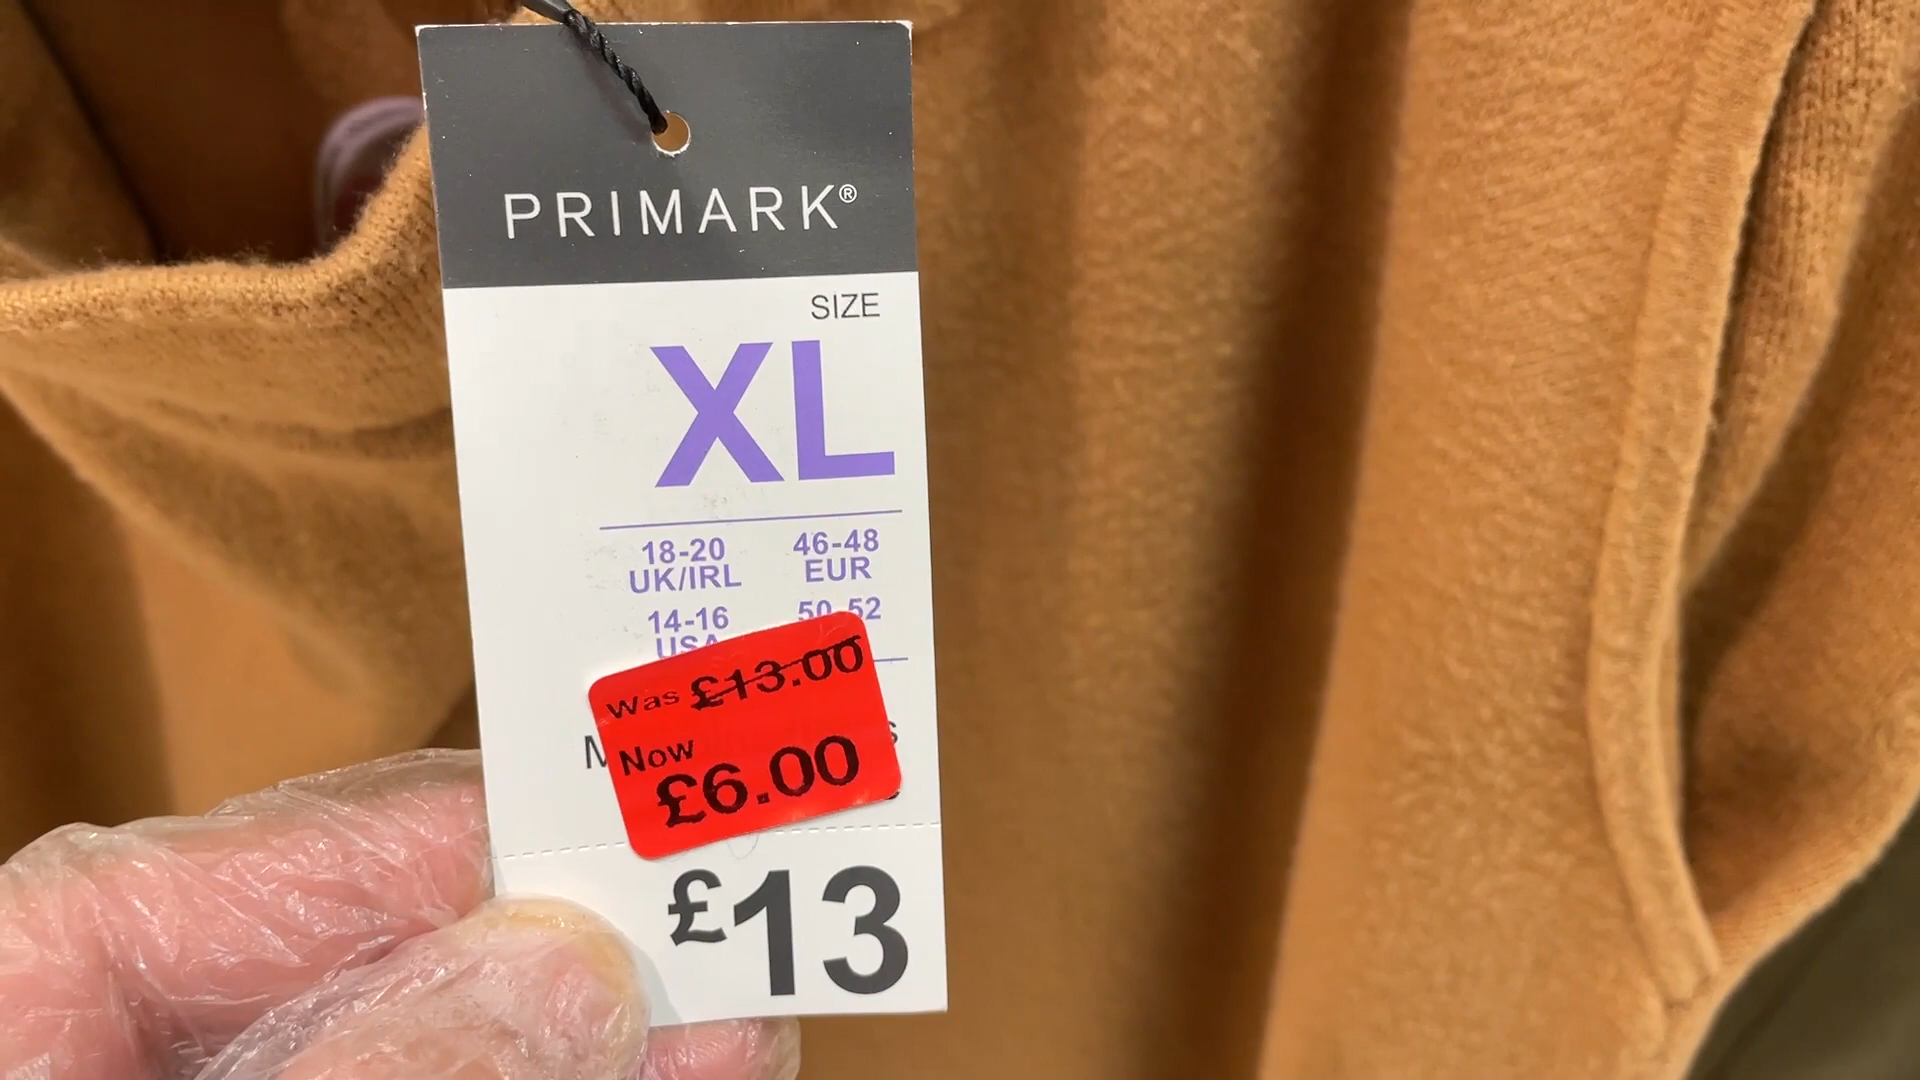 PRIMARK®
SIZE
XL
18-20 46-48
UK/IRL EUR
14-16 50-52
USA
Was £13.00
Now
£6.00
£13